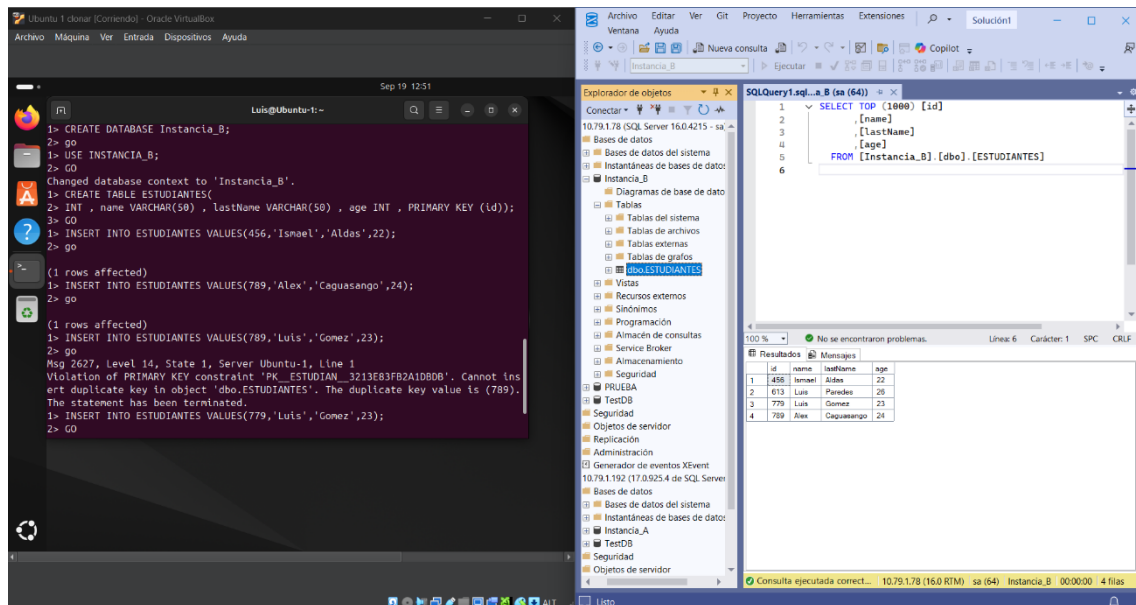 Ubuntu 1 clonar [Corriendo] - Oracle VirtualBox
Archivo Máquina Ver Entrada Dispositivos Ayuda
Sep 19 12:51
Luis@Ubuntu-1: ~
1> CREATE DATABASE Instancia_B;
2> go
1> USE INSTANCIA_B;
2> GO
Changed database context to 'Instancia_B'.
1> CREATE TABLE ESTUDIANTES(
2> INT , name VARCHAR(50) , lastName VARCHAR(50) , age INT , PRIMARY KEY (id));
3> GO
1> INSERT INTO ESTUDIANTES VALUES(456,'Ismael','Aldas',22);
2> go
(1 rows affected)
1> INSERT INTO ESTUDIANTES VALUES(789,'Alex','Caguasango',24);
2> go
(1 rows affected)
1> INSERT INTO ESTUDIANTES VALUES(789,'Luis','Gomez',23);
2> go
Msg 2627, Level 14, State 1, Server Ubuntu-1, Line 1
Violation of PRIMARY KEY constraint 'PK__ESTUDIAN__3213E83FB2A1DBDB'. Cannot ins
ert duplicate key in object 'dbo.ESTUDIANTES'. The duplicate key value is (789).
The statement has been terminated.
1> INSERT INTO ESTUDIANTES VALUES(779,'Luis','Gomez',23);
2> GO
ALT
Archivo Editar Ver Git Proyecto Herramientas Extensiones Solución1
Ventana Ayuda
Nueva consulta Copilot
Instancia_B Ejecutar
Explorador de objetos
Conectar
10.79.1.78 (SQL Server 16.0.4215 - sa)
Bases de datos
Bases de datos del sistema
Instantáneas de bases de datos
Instancia_B
Diagramas de base de dato
Tablas
Tablas del sistema
Tablas de archivos
Tablas externas
Tablas de grafos
dbo.ESTUDIANTES
Vistas
Recursos externos
Sinónimos
Programación
Almacén de consultas
Service Broker
Almacenamiento
Seguridad
PRUEBA
TestDB
Seguridad
Objetos de servidor
Replicación
Administración
Generador de eventos XEvent
10.79.1.192 (17.0.925.4 de SQL Server
Bases de datos
Bases de datos del sistema
Instantáneas de bases de datos
Instancia_A
TestDB
Seguridad
Objetos de servidor
SQLQuery1.sql...a_B (sa (64))
1 SELECT TOP (1000) [id]
2 ,[name]
3 ,[lastName]
4 ,[age]
5 FROM [Instancia_B].[dbo].[ESTUDIANTES]
6
100 % No se encontraron problemas. Línea: 6 Carácter: 1 SPC CRLF
Resultados Mensajes
id name lastName age
1 456 Ismael Aldas 22
2 613 Luis Paredes 26
3 779 Luis Gomez 23
4 789 Alex Caguasango 24
Consulta ejecutada correct... 10.79.1.78 (16.0 RTM) sa (64) Instancia_B 00:00:00 4 filas
Listo